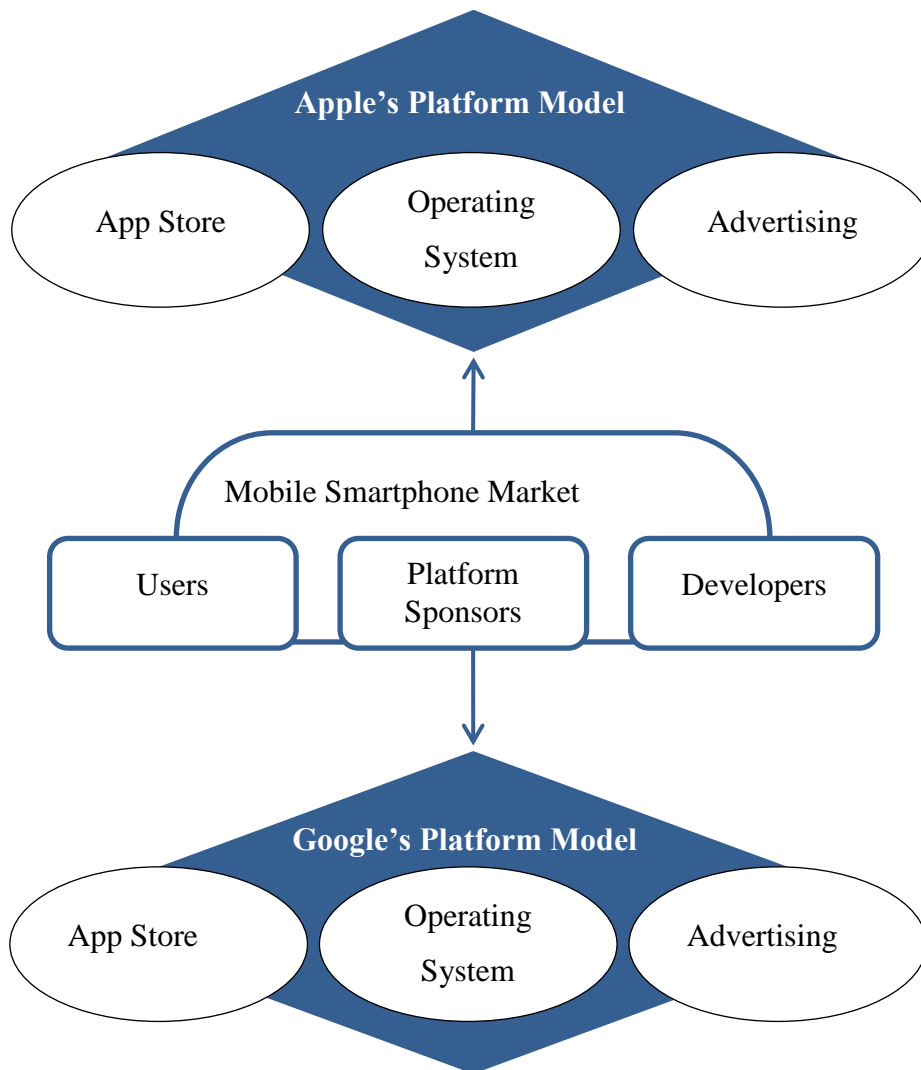 Apple’s Platform Model
App Store
Operating
System
Advertising
Mobile Smartphone Market
Users
Platform
Sponsors
Developers
Google’s Platform Model
App Store
Operating
System
Advertising